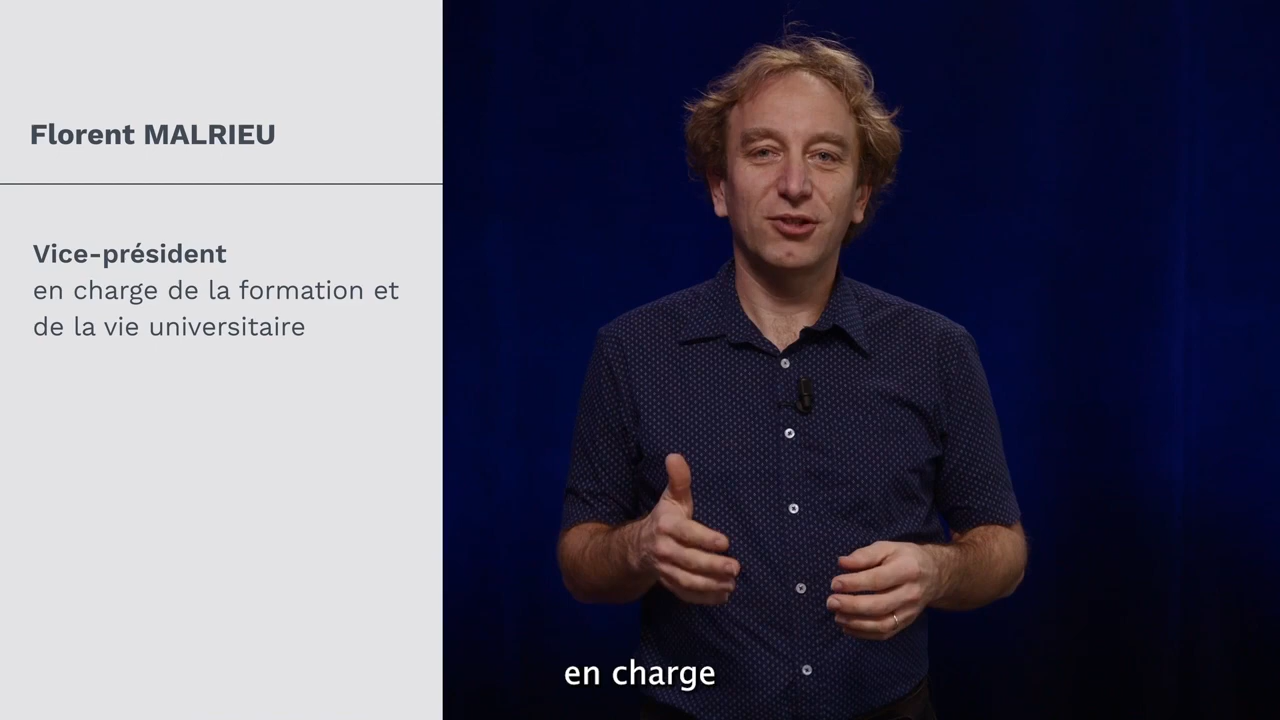 Florent MALRIEU
Vice-président
en charge de la formation et
de la vie universitaire
en charge